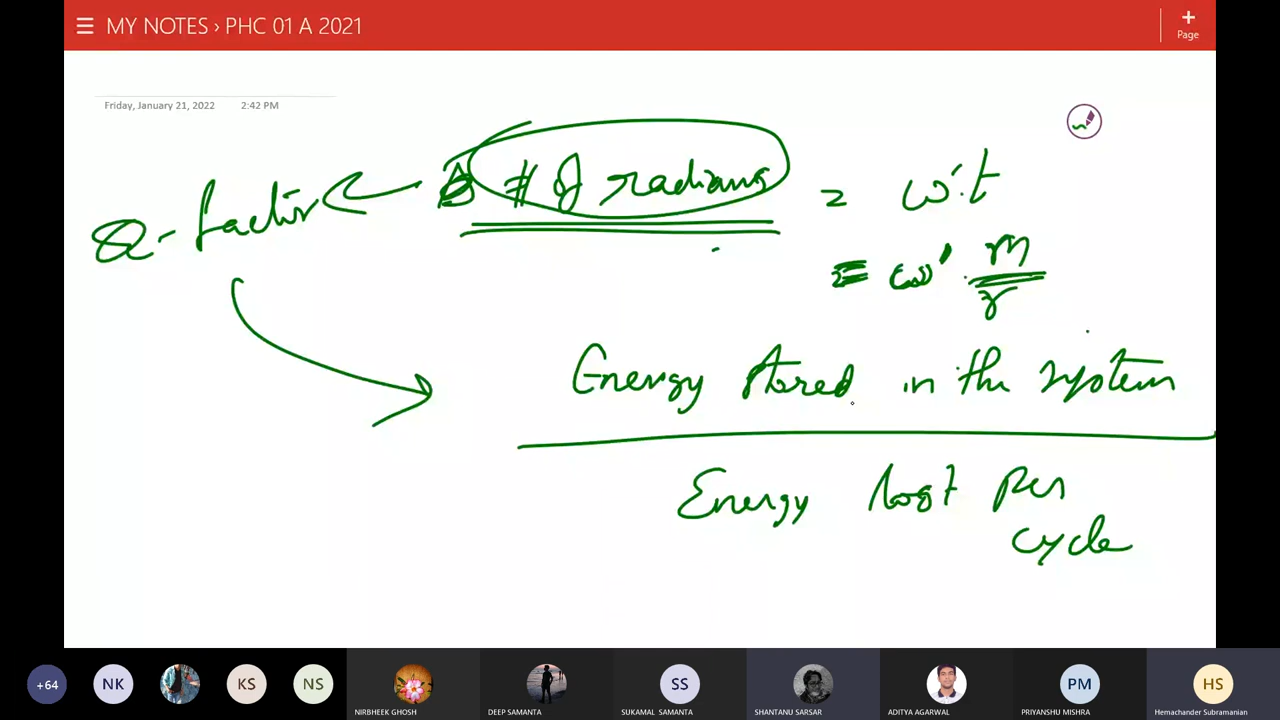 MY NOTES › PHC 01 A 2021
Page
Friday, January 21, 2022 2:42 PM
Q-factor # of radians = ω'.t
= ω' . m/r
Energy stored in the system
Energy lost per
cycle
+64 NK KS NS SS PM HS
NIRBHEEK GHOSH DEEP SAMANTA SUKAMAL SAMANTA SHANTANU SARSAR ADITYA AGARWAL PRIYANSHU MISHRA Hemachander Subramanian